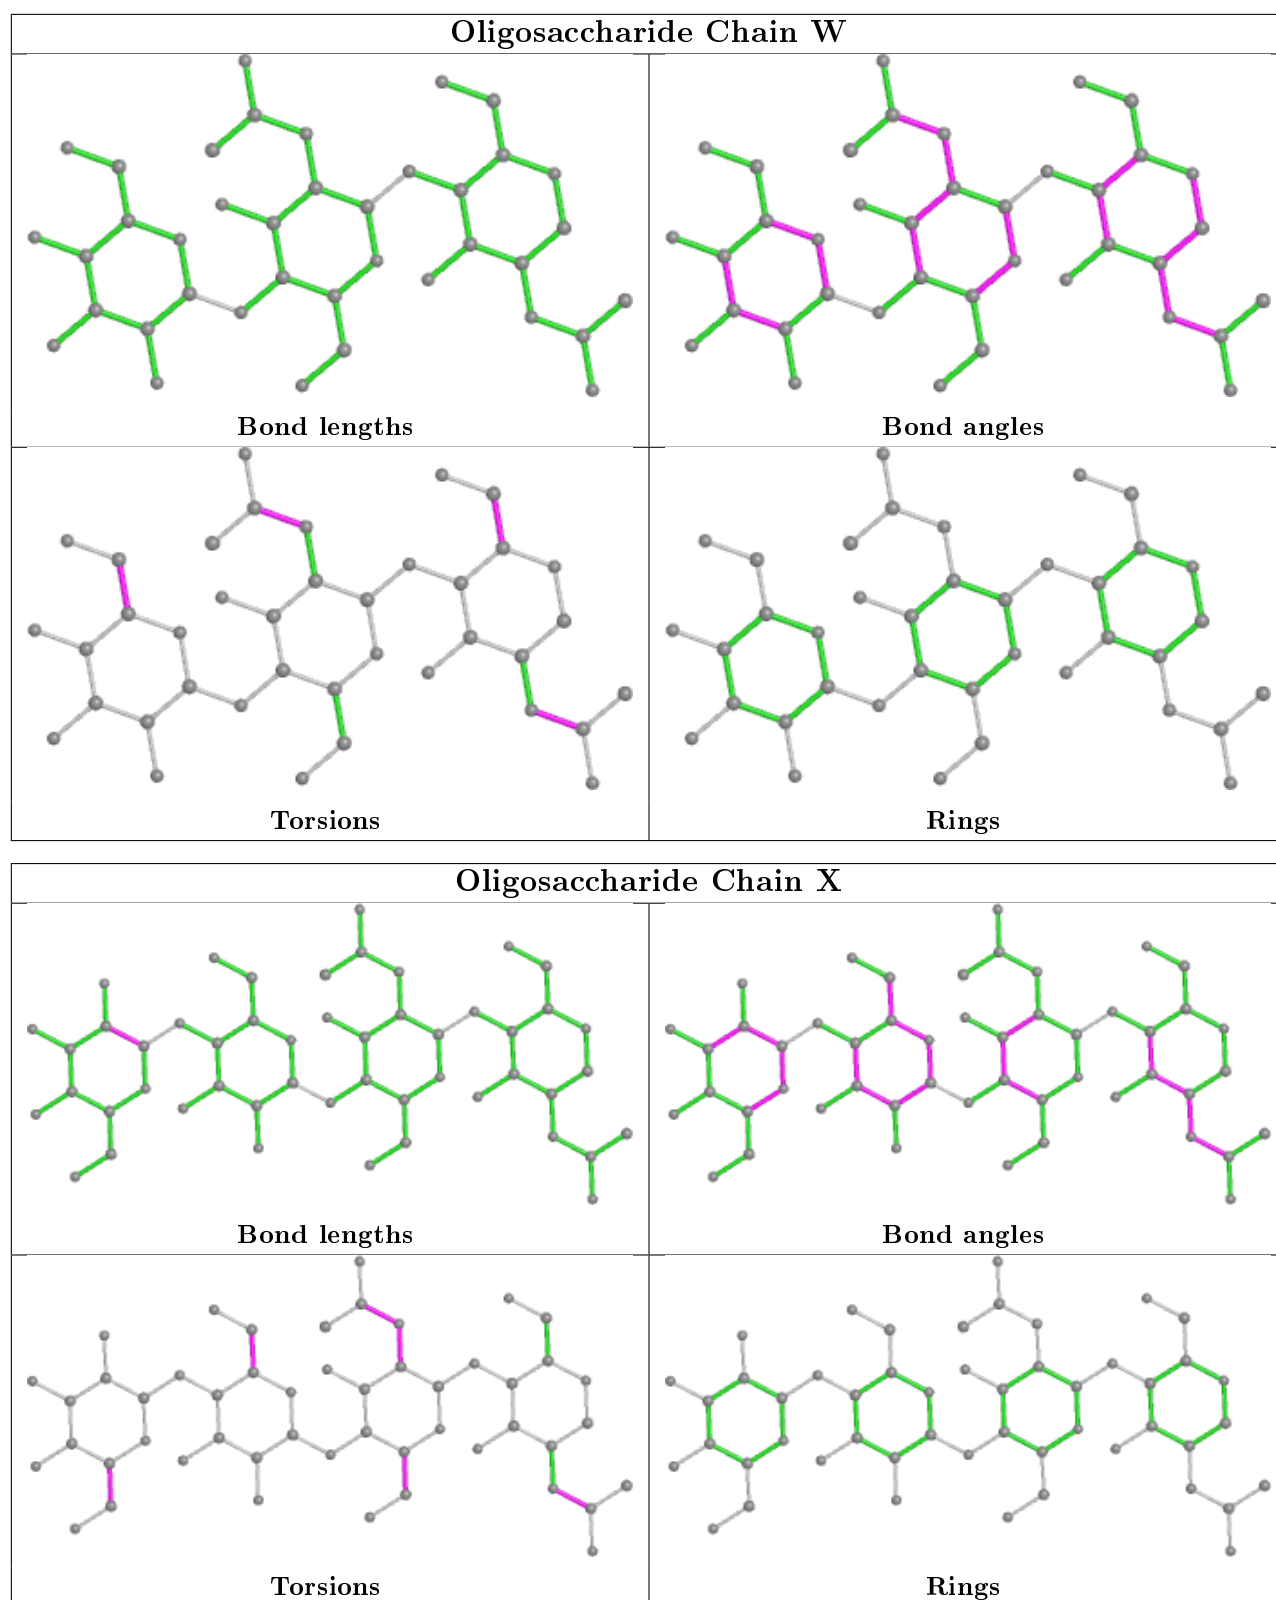 Oligosaccharide Chain W
Bond lengths
Bond angles
Torsions
Rings
Oligosaccharide Chain X
Bond lengths
Bond angles
Torsions
Rings